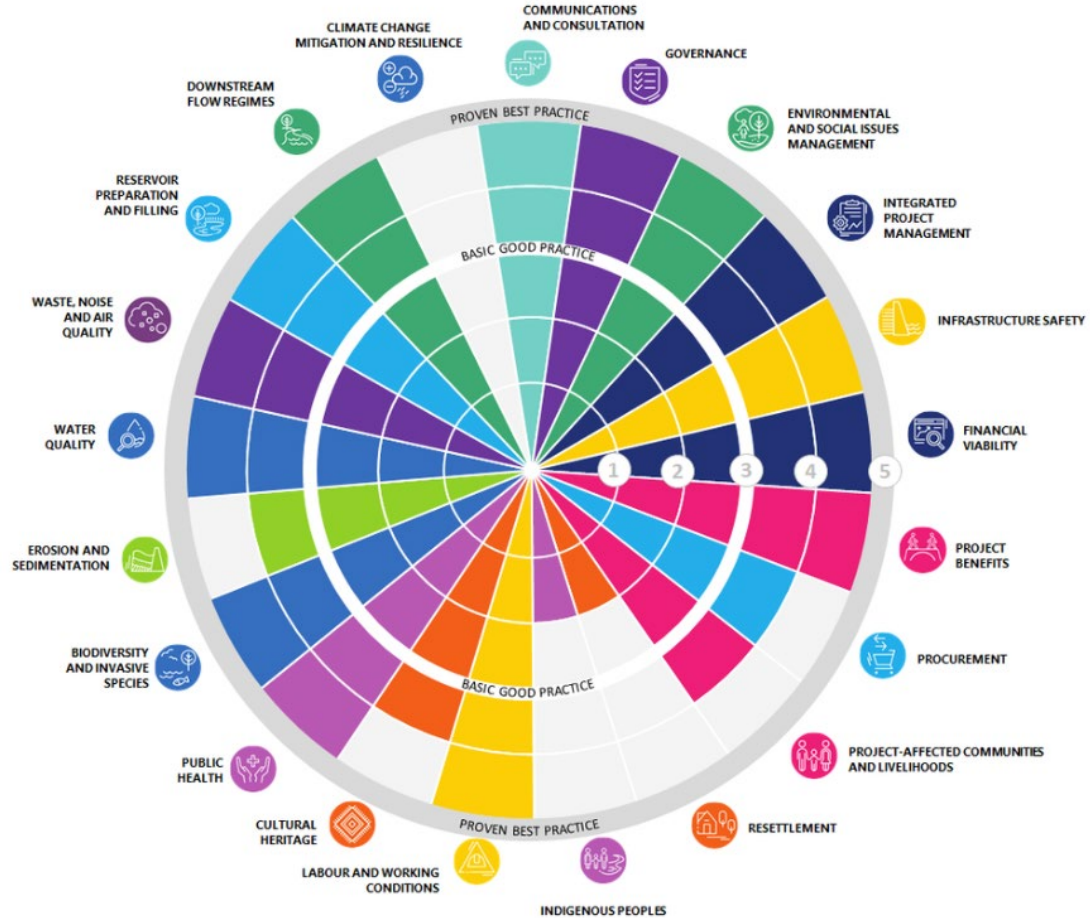 COMMUNICATIONS
AND CONSULTATION
GOVERNANCE
ENVIRONMENTAL
AND SOCIAL ISSUES
MANAGEMENT
INTEGRATED
PROJECT
MANAGEMENT
INFRASTRUCTURE SAFETY
FINANCIAL
VIABILITY
PROJECT
BENEFITS
PROCUREMENT
PROJECT-AFFECTED COMMUNITIES
AND LIVELIHOODS
RESETTLEMENT
INDIGENOUS PEOPLES
LABOUR AND WORKING
CONDITIONS
CULTURAL
HERITAGE
PUBLIC
HEALTH
BIODIVERSITY
AND INVASIVE
SPECIES
EROSION AND
SEDIMENTATION
WATER
QUALITY
WASTE, NOISE
AND AIR
QUALITY
RESERVOIR
PREPARATION
AND FILLING
DOWNSTREAM
FLOW REGIMES
CLIMATE CHANGE
MITIGATION AND RESILIENCE
PROVEN BEST PRACTICE
BASIC GOOD PRACTICE
1 2 3 4 5
BASIC GOOD PRACTICE
PROVEN BEST PRACTICE